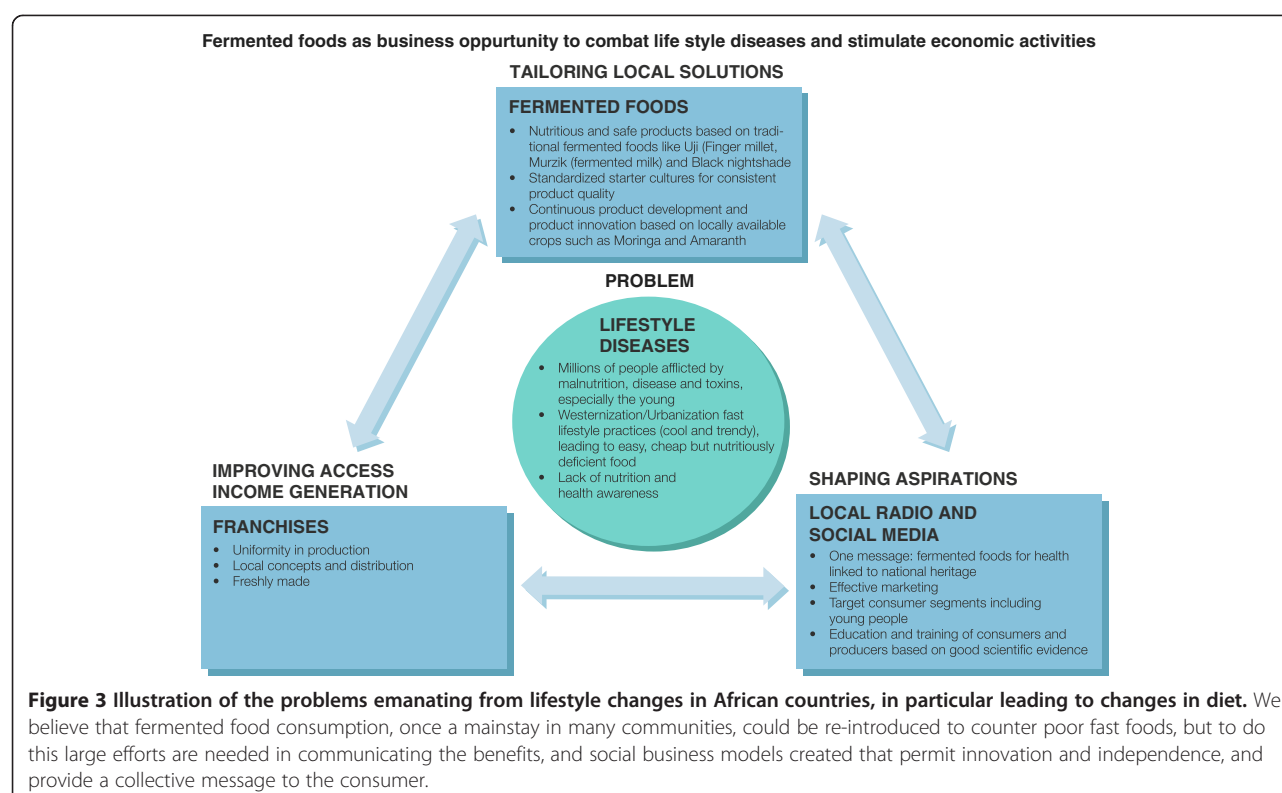 Fermented foods as business oppurtunity to combat life style diseases and stimulate economic activities
TAILORING LOCAL SOLUTIONS
FERMENTED FOODS
• Nutritious and safe products based on tradi-
tional fermented foods like Uji (Finger millet,
Murzik (fermented milk) and Black nightshade
• Standardized starter cultures for consistent
product quality
• Continuous product development and
product innovation based on locally available
crops such as Moringa and Amaranth
PROBLEM
LIFESTYLE
DISEASES
• Millions of people afflicted by
malnutrition, disease and toxins,
especially the young
• Westernization/Urbanization fast
lifestyle practices (cool and trendy),
leading to easy, cheap but nutritiously
deficient food
• Lack of nutrition and
health awareness
IMPROVING ACCESS
INCOME GENERATION
FRANCHISES
• Uniformity in production
• Local concepts and distribution
• Freshly made
SHAPING ASPIRATIONS
LOCAL RADIO AND
SOCIAL MEDIA
• One message: fermented foods for health
linked to national heritage
• Effective marketing
• Target consumer segments including
young people
• Education and training of consumers and
producers based on good scientific evidence
Figure 3 Illustration of the problems emanating from lifestyle changes in African countries, in particular leading to changes in diet. We
believe that fermented food consumption, once a mainstay in many communities, could be re-introduced to counter poor fast foods, but to do
this large efforts are needed in communicating the benefits, and social business models created that permit innovation and independence, and
provide a collective message to the consumer.